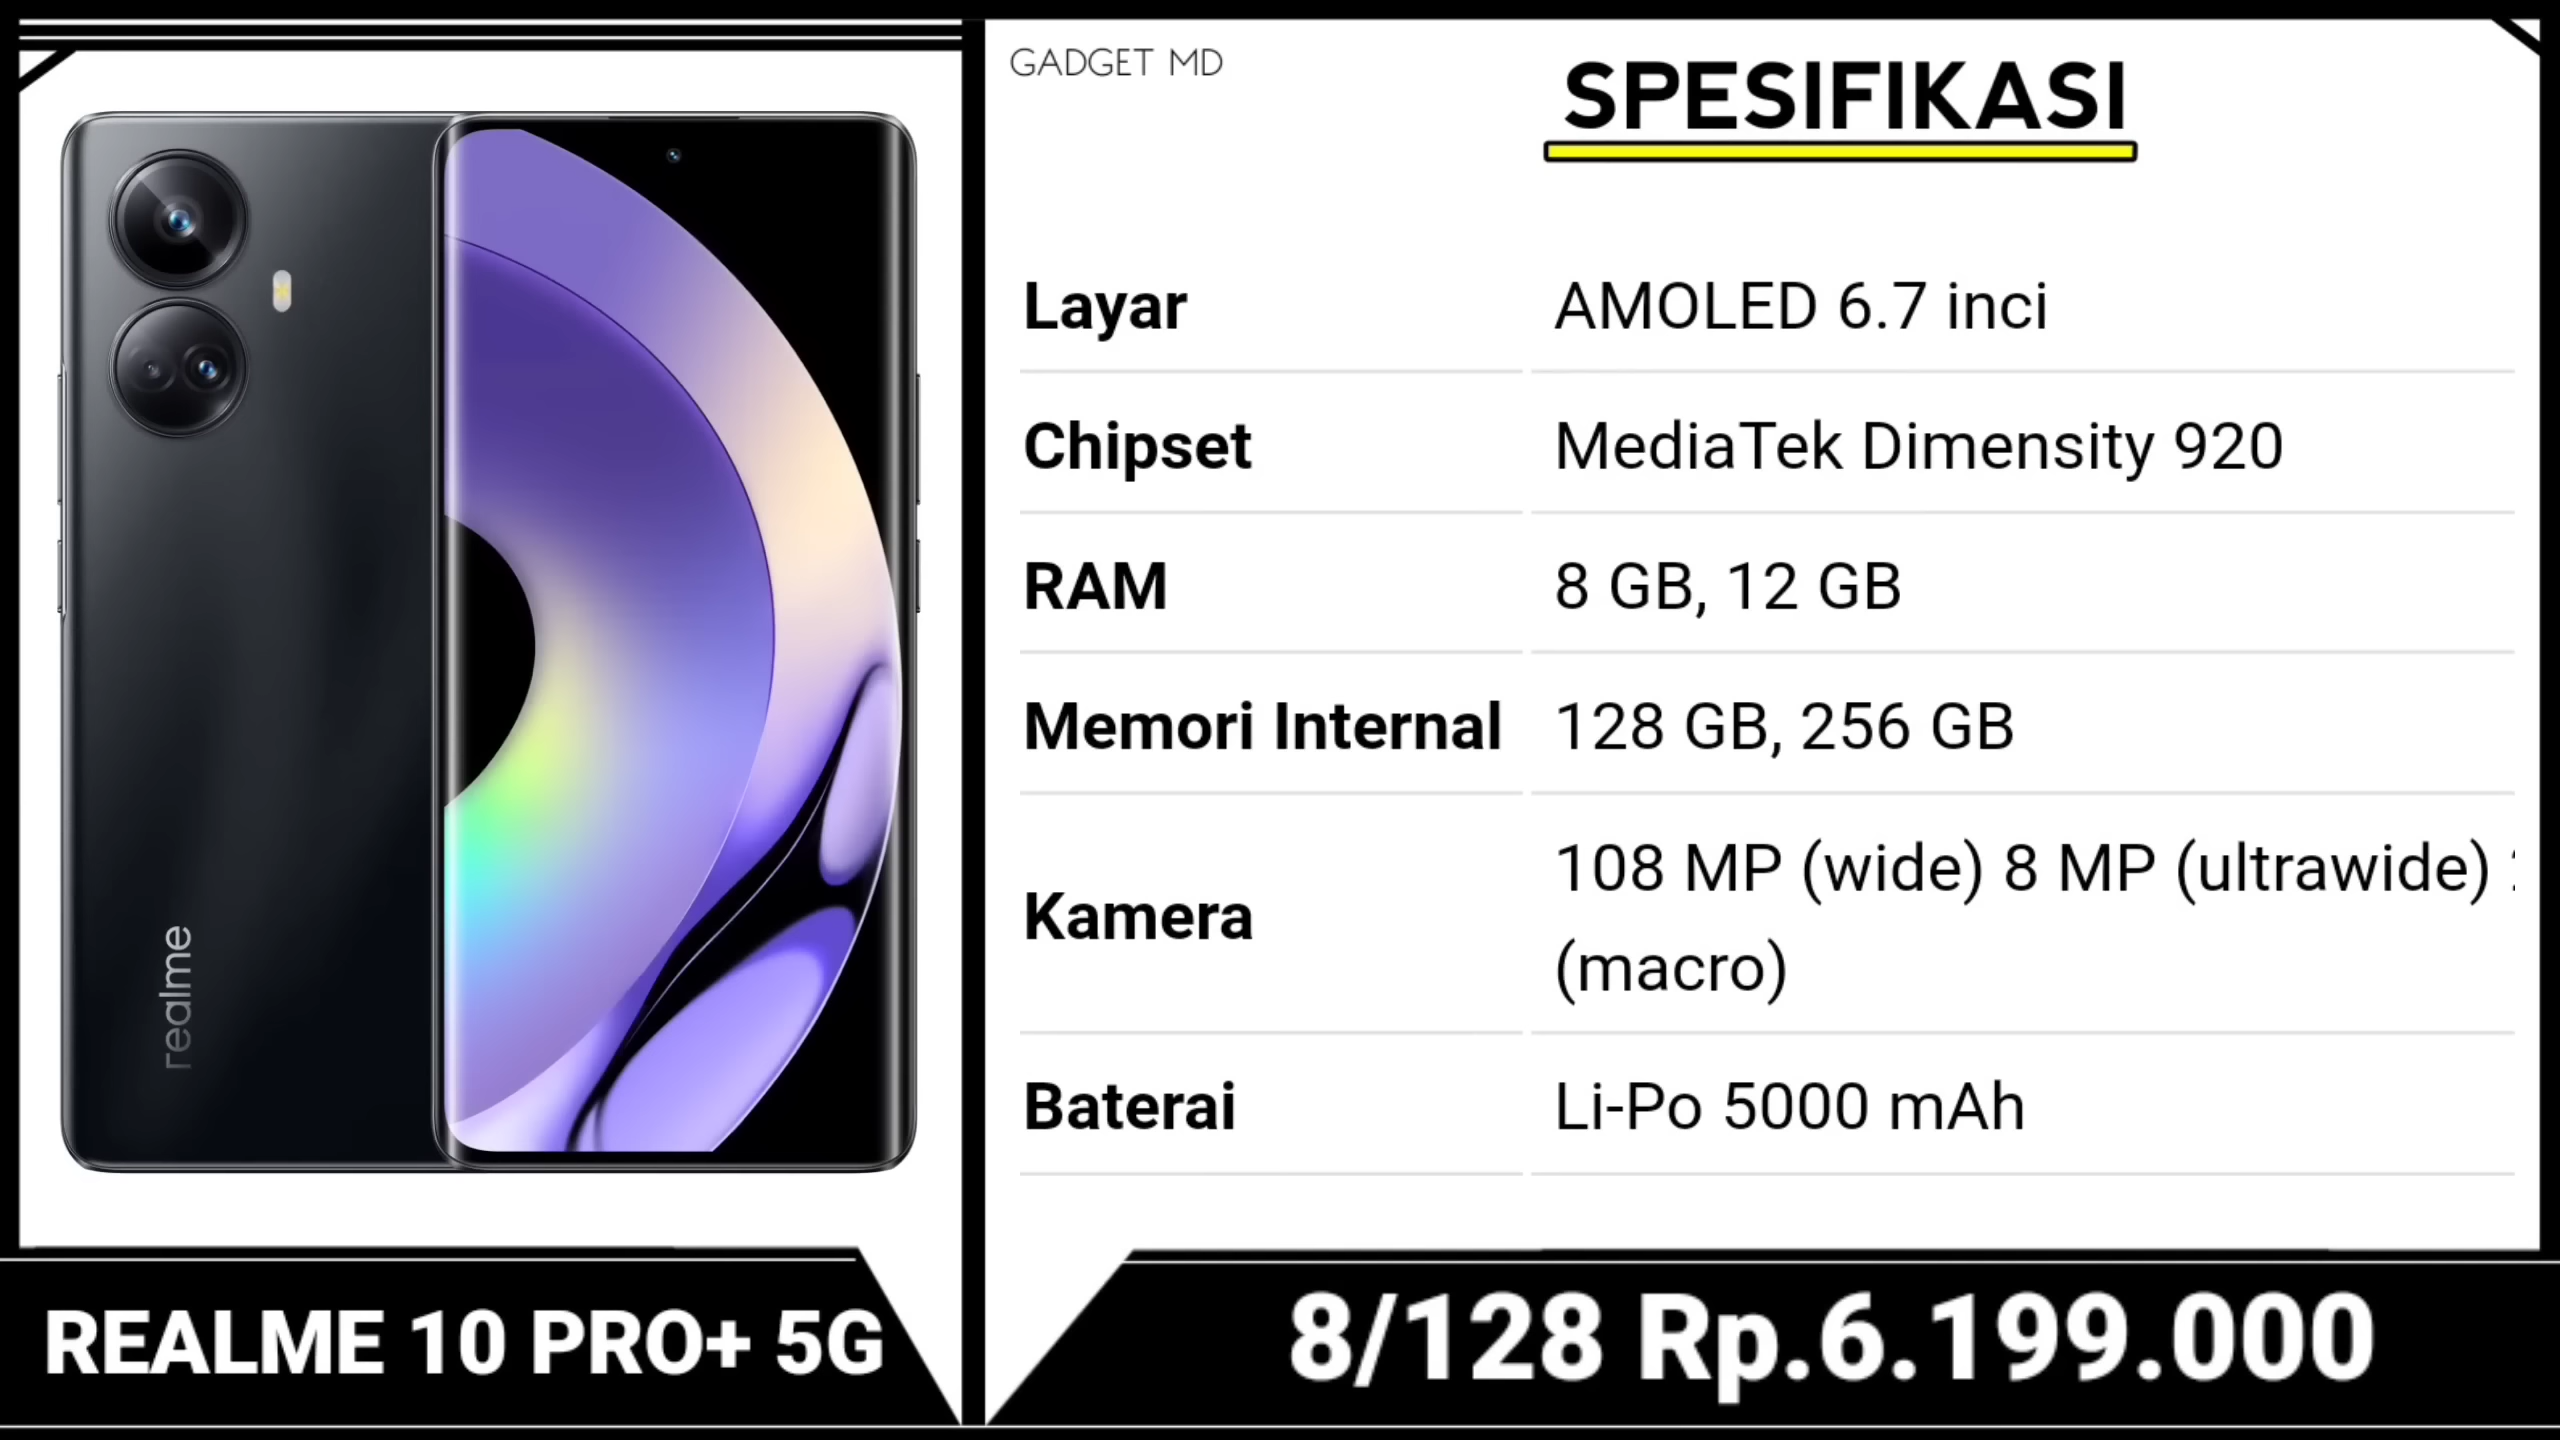 GADGET MD
SPESIFIKASI
Layar AMOLED 6.7 inci
Chipset MediaTek Dimensity 920
RAM 8 GB, 12 GB
Memori Internal 128 GB, 256 GB
Kamera 108 MP (wide) 8 MP (ultrawide)
(macro)
Baterai Li-Po 5000 mAh
realme
REALME 10 PRO+ 5G
8/128 Rp.6.199.000